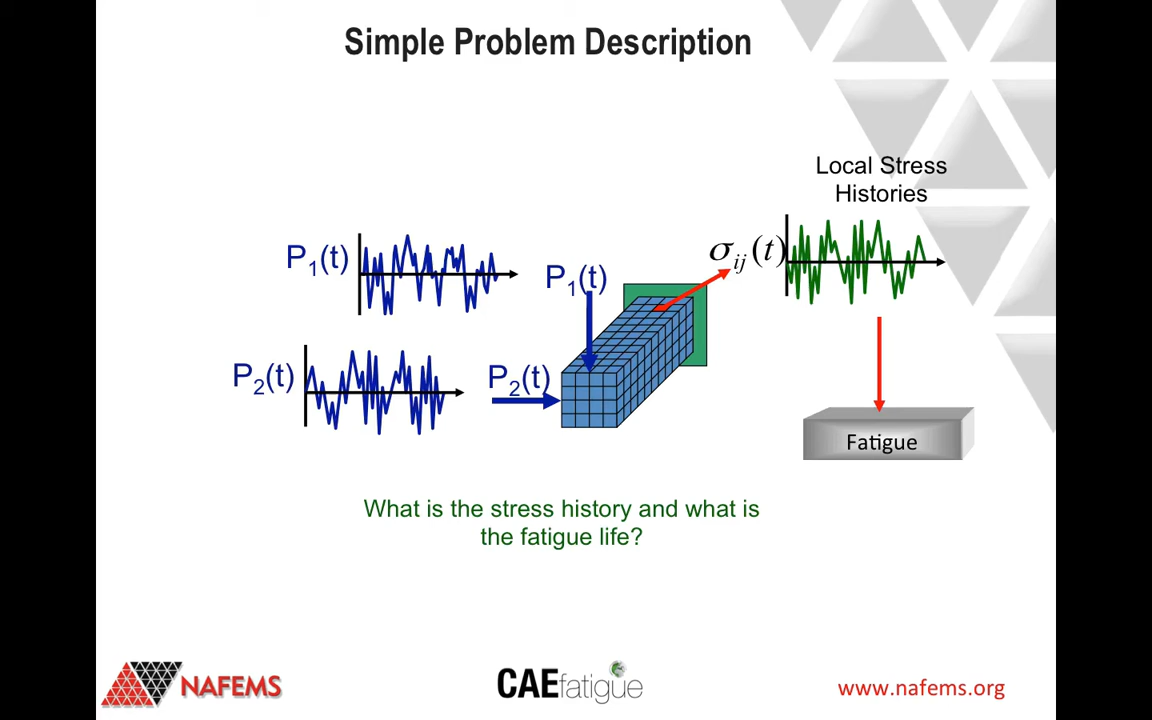 Simple Problem Description
Local Stress
Histories
P1(t)
P1(t)
σij(t)
P2(t)
P2(t)
Fatigue
What is the stress history and what is
the fatigue life?
NAFEMS
CAEfatigue
www.nafems.org